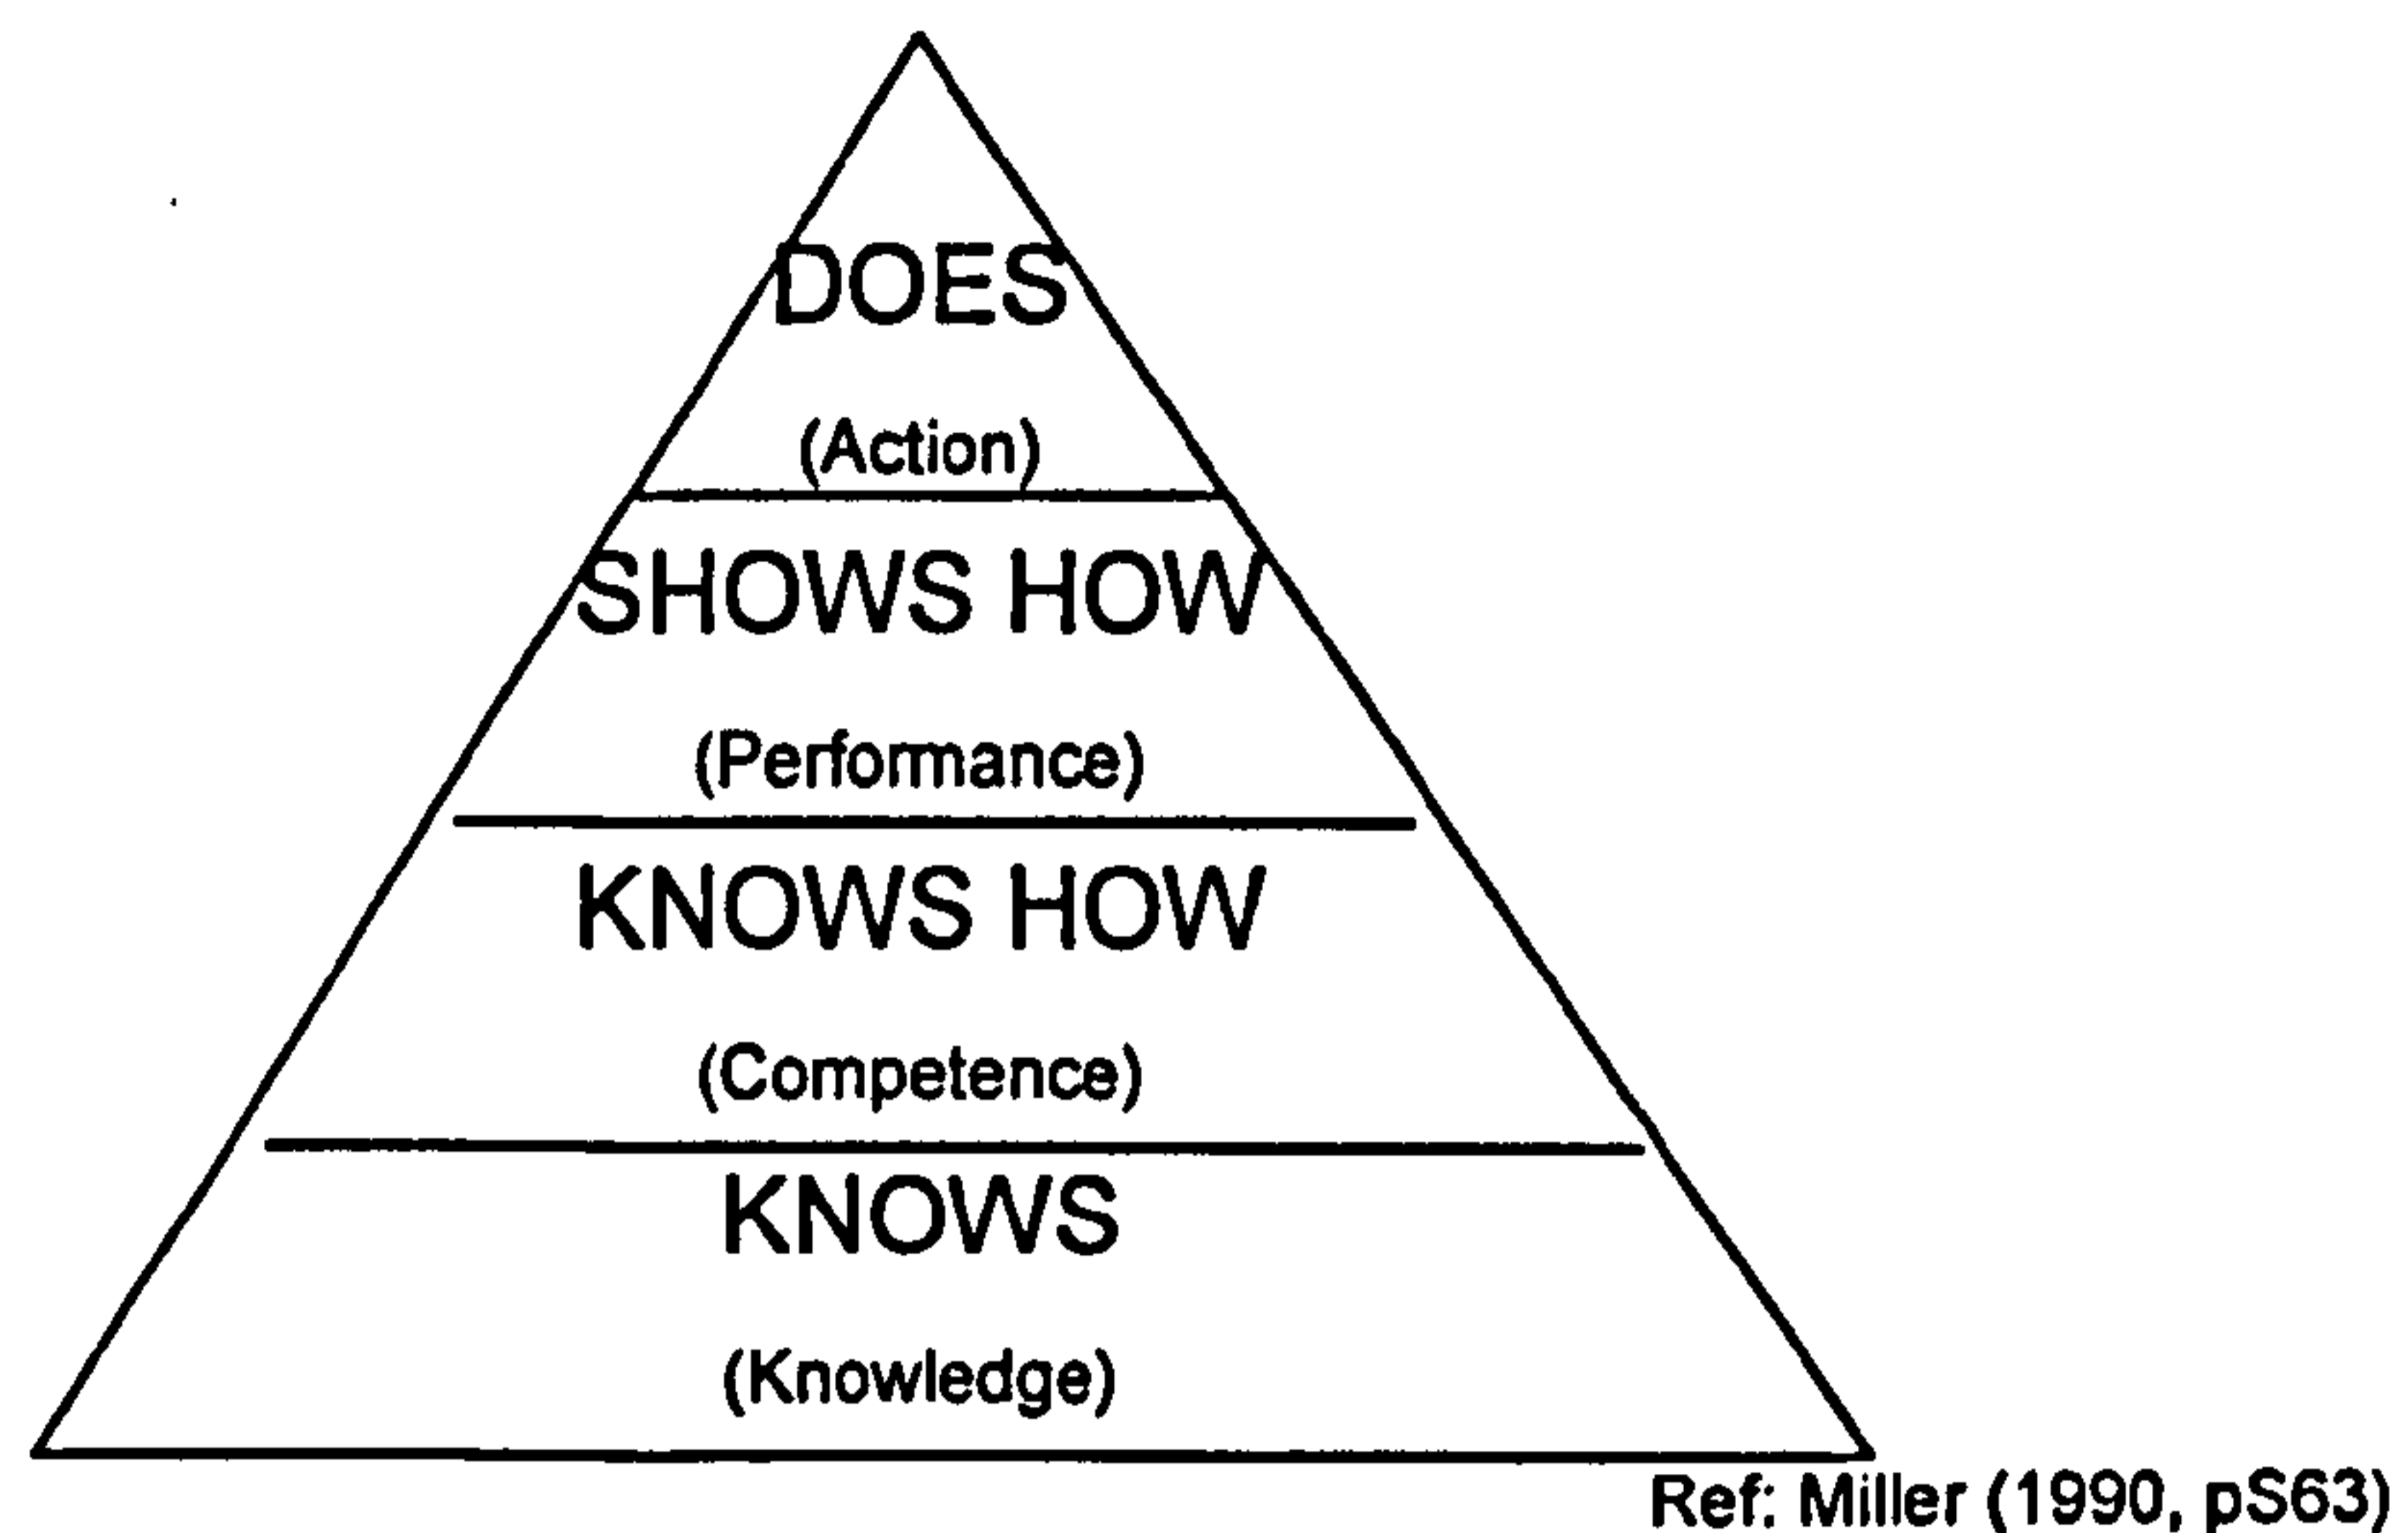 DOES
(Action)
SHOWS HOW
(Performance)
KNOWS HOW
(Competence)
KNOWS
(Knowledge)
Ref: Miller (1990, pS63)